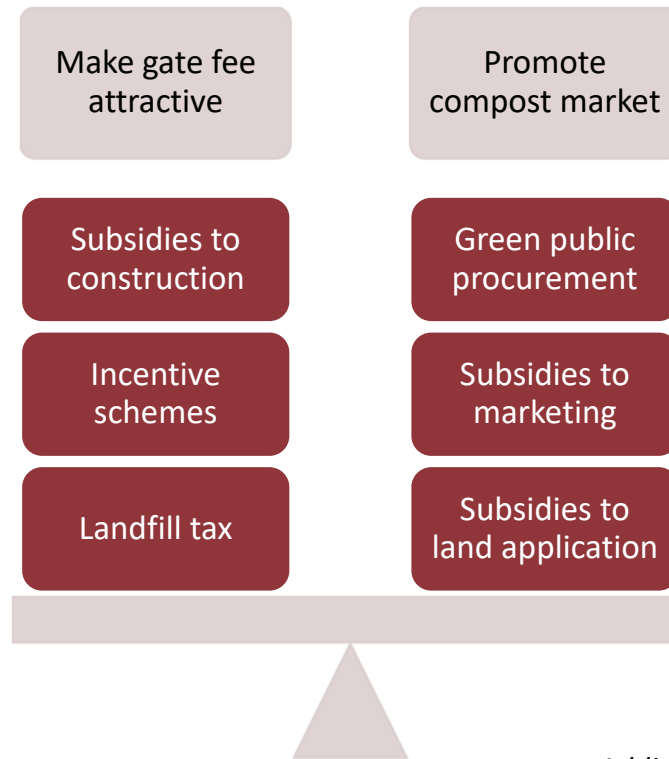 Make gate fee
attractive
Promote
compost market
Subsidies to
construction
Green public
procurement
Incentive
schemes
Subsidies to
marketing
Landfill tax
Subsidies to
land application